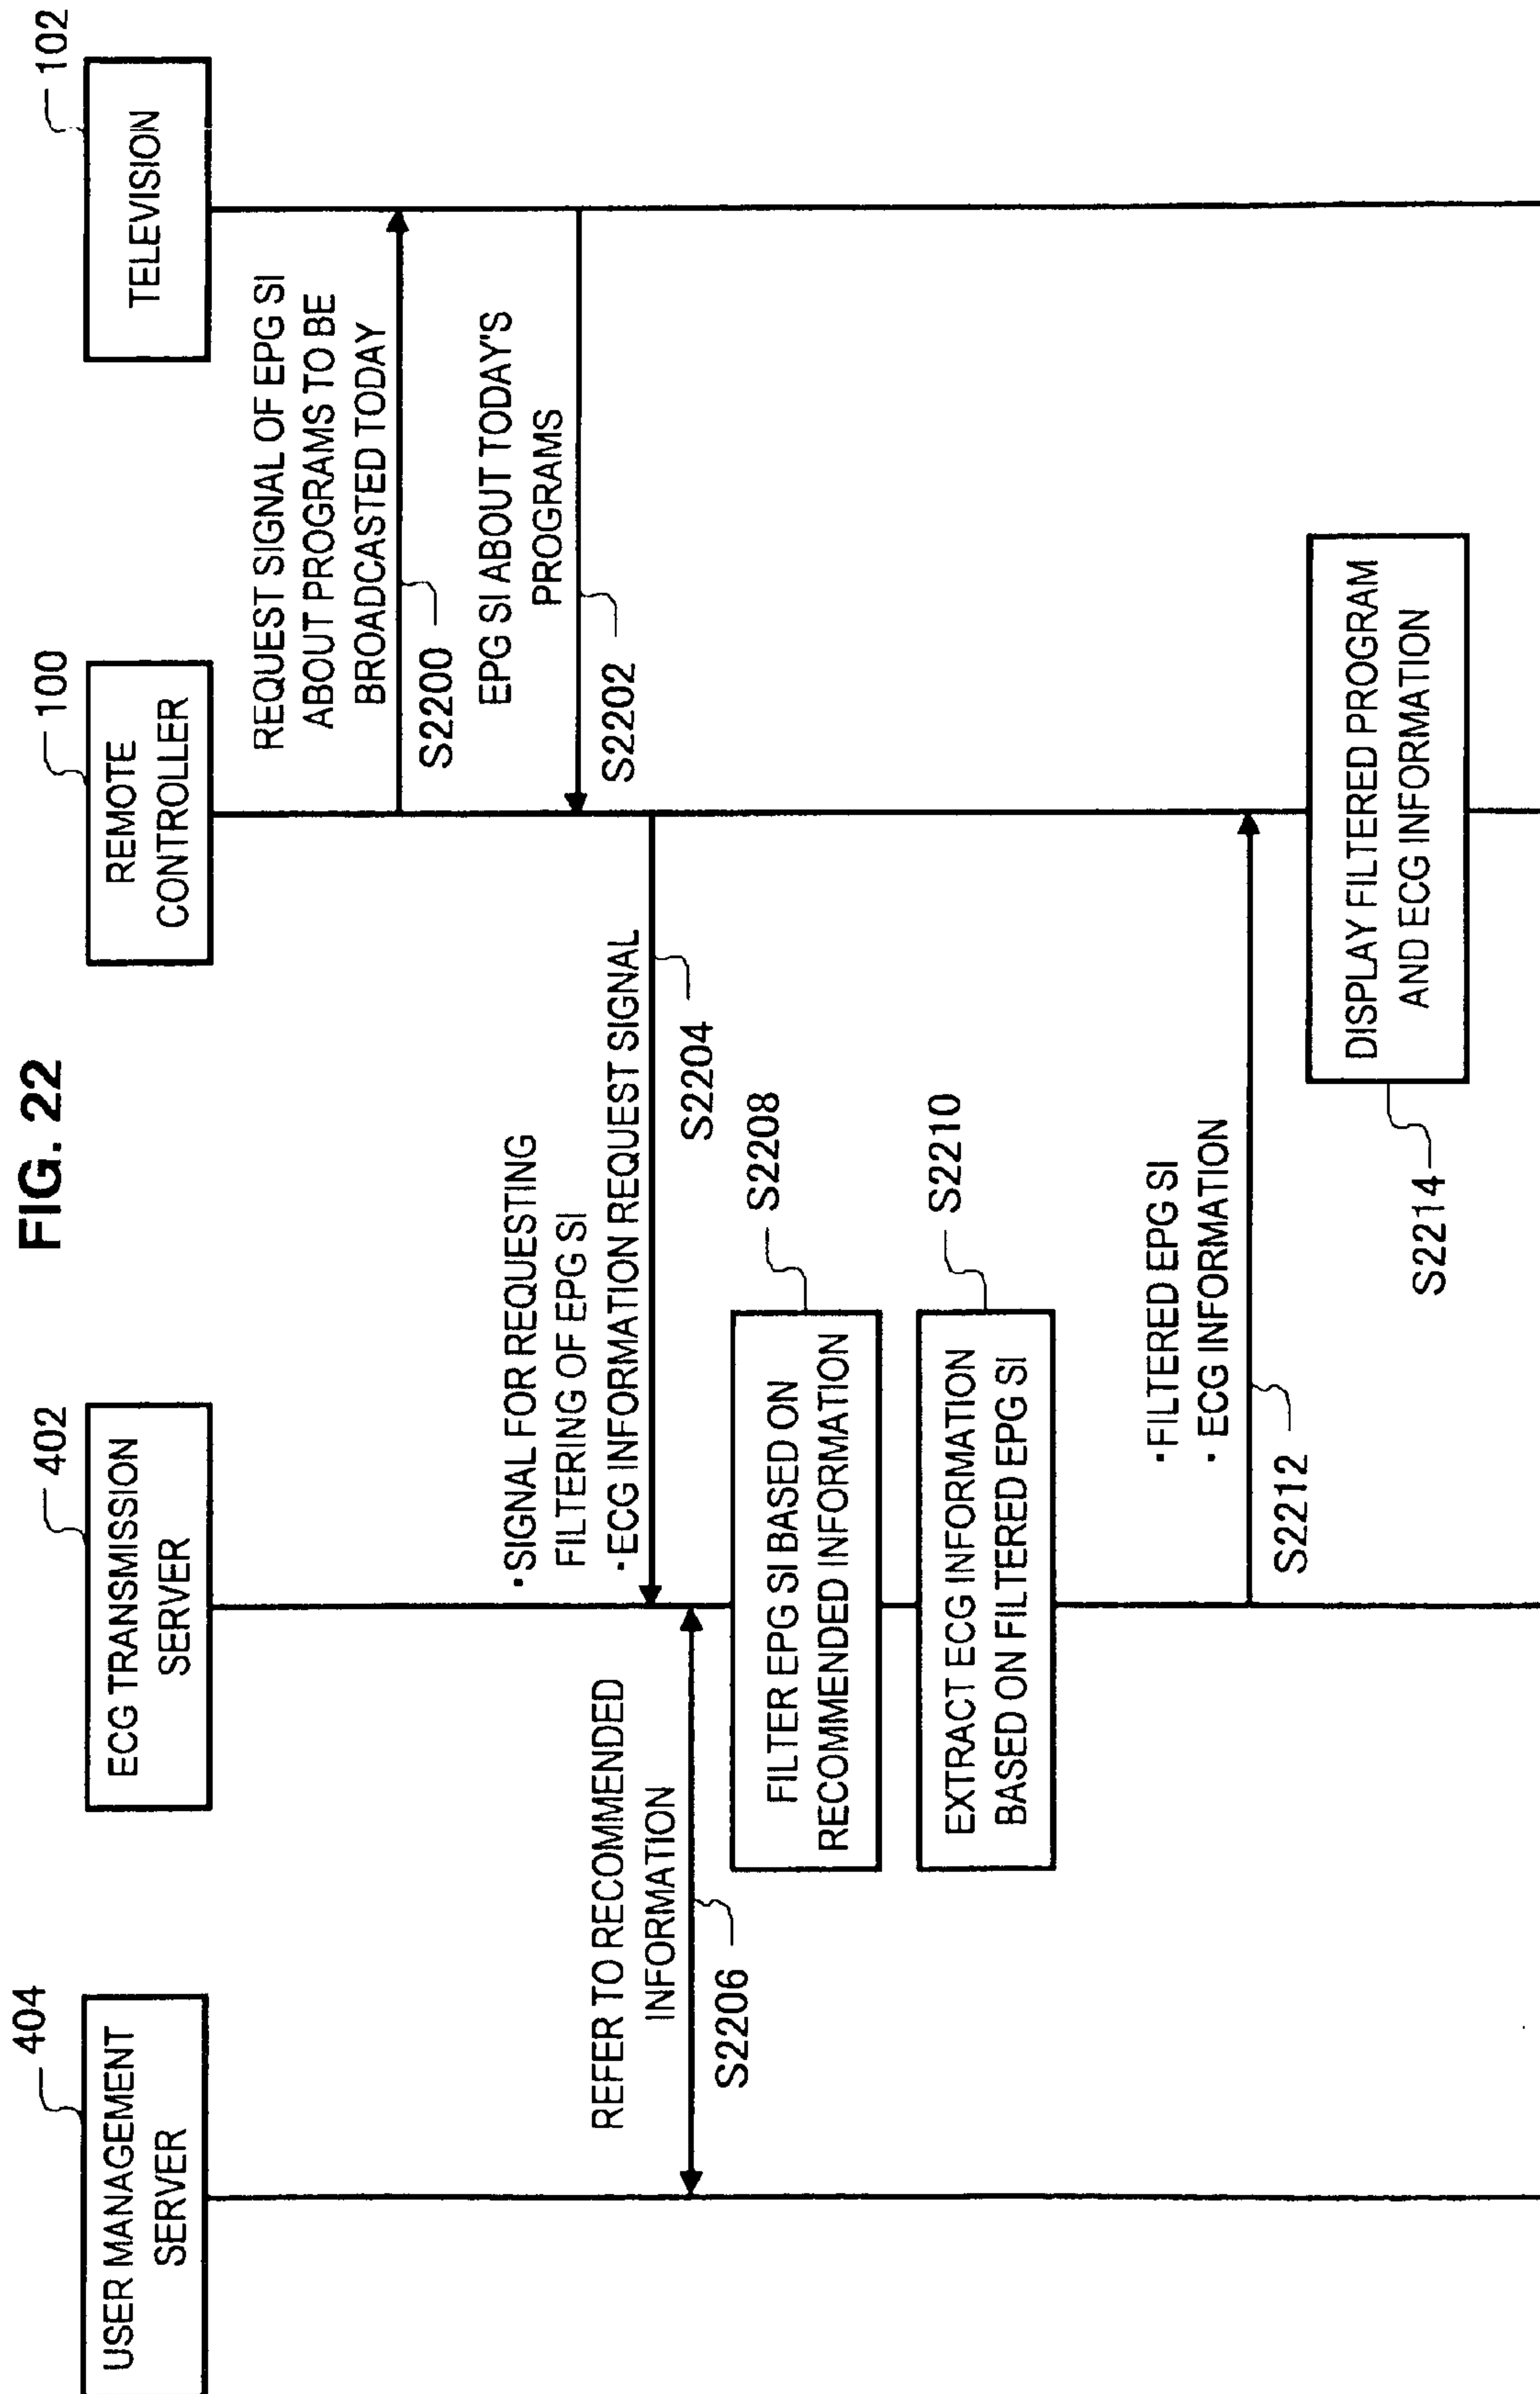 FIG. 22
404
USER MANAGEMENT
SERVER
402
ECG TRANSMISSION
SERVER
100
REMOTE
CONTROLLER
102
TELEVISION
REQUEST SIGNAL OF EPG SI
ABOUT PROGRAMS TO BE
BROADCASTED TODAY
S2200
EPG SI ABOUT TODAY'S
PROGRAMS
S2202
·SIGNAL FOR REQUESTING
FILTERING OF EPG SI
·ECG INFORMATION REQUEST SIGNAL
S2204
REFER TO RECOMMENDED
INFORMATION
S2206
FILTER EPG SI BASED ON
RECOMMENDED INFORMATION
S2208
EXTRACT ECG INFORMATION
BASED ON FILTERED EPG SI
S2210
·FILTERED EPG SI
· ECG INFORMATION
S2212
DISPLAY FILTERED PROGRAM
AND ECG INFORMATION
S2214